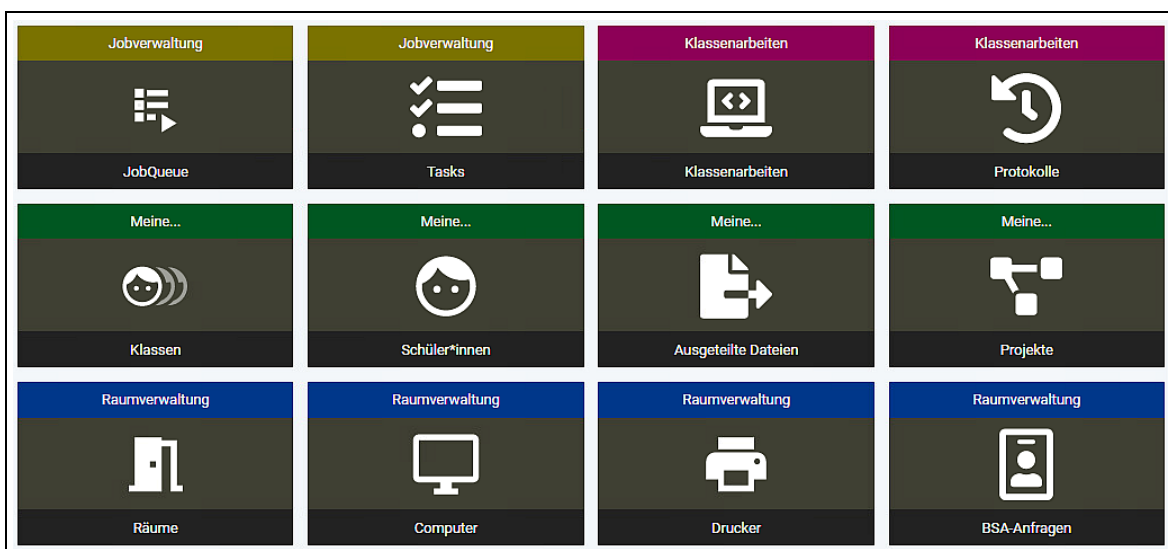 Jobverwaltung
Jobverwaltung
Klassenarbeiten
Klassenarbeiten
JobQueue
Tasks
Klassenarbeiten
Protokolle
Meine...
Meine...
Meine...
Meine...
Klassen
Schüler*innen
Ausgeteilte Dateien
Projekte
Raumverwaltung
Raumverwaltung
Raumverwaltung
Raumverwaltung
Räume
Computer
Drucker
BSA-Anfragen